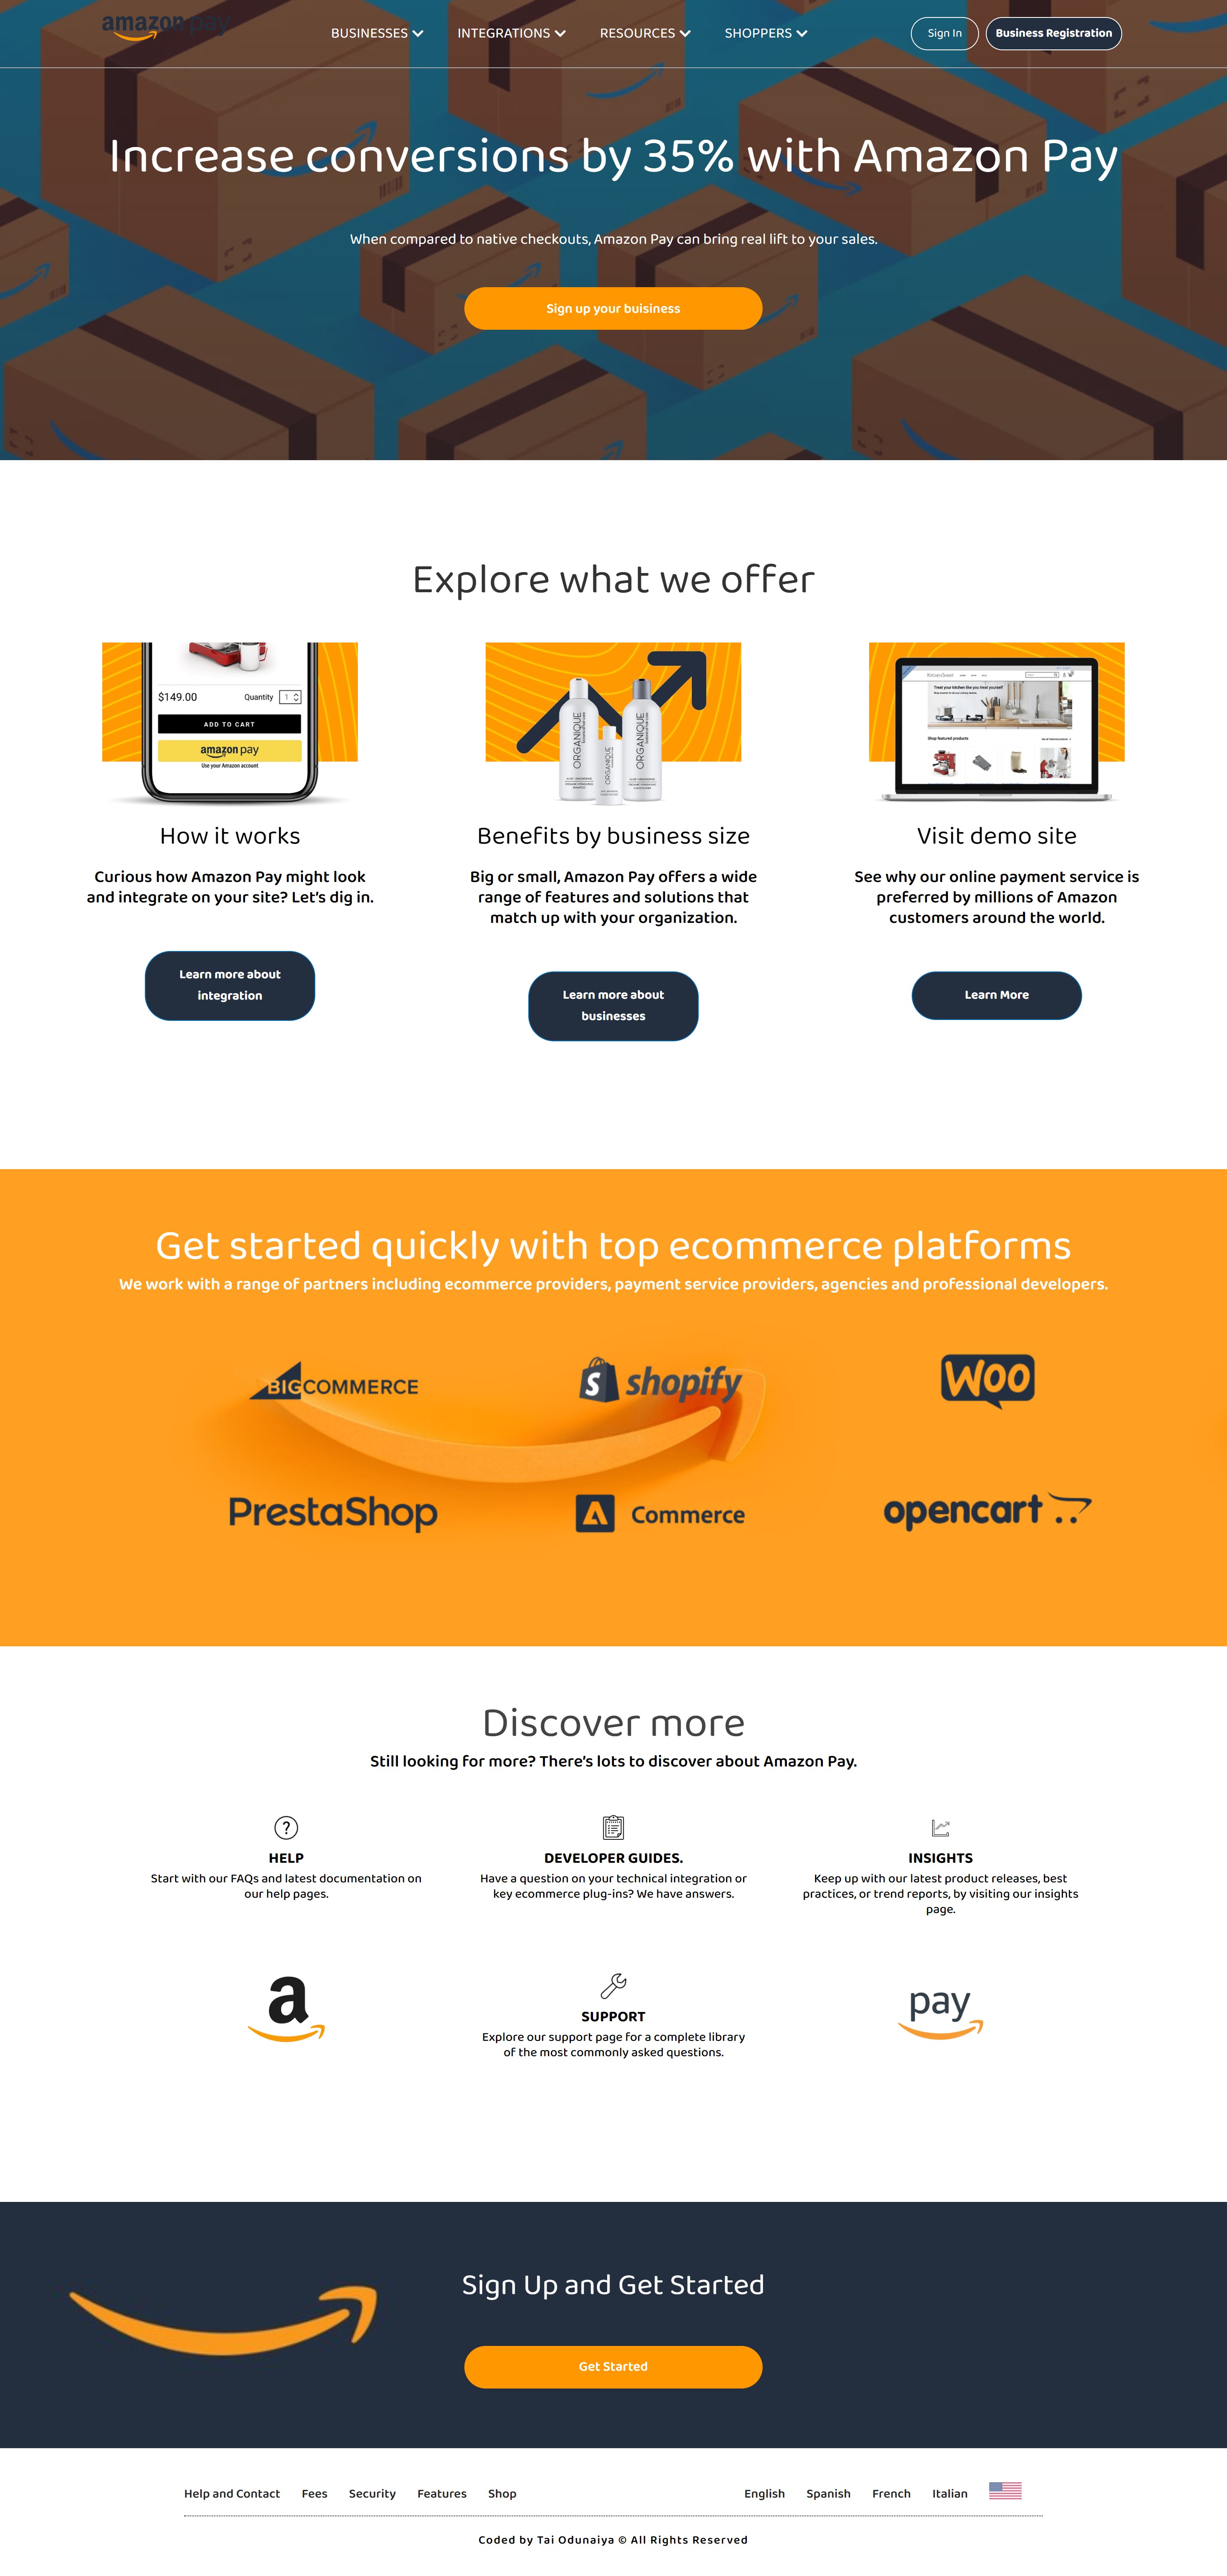 amazon pay
BUSINESSES
INTEGRATIONS
RESOURCES
SHOPPERS
Sign In
Business Registration
Increase conversions by 35% with Amazon Pay
When compared to native checkouts, Amazon Pay can bring real lift to your sales.
Sign up your buisiness
Explore what we offer
$149.00
Quantity
1
ADD TO CART
amazon pay
Use your Amazon account
How it works
Curious how Amazon Pay might look
and integrate on your site? Let's dig in.
Learn more about
integration
ORGANIQUE
ORGANIQUE
ORGANIQUE
Benefits by business size
Big or small, Amazon Pay offers a wide
range of features and solutions that
match up with your organization.
Learn more about
businesses
Treat your kitchen like you treat yourself
Shop featured products
Visit demo site
See why our online payment service is
preferred by millions of Amazon
customers around the world.
Learn More
Get started quickly with top ecommerce platforms
We work with a range of partners including ecommerce providers, payment service providers, agencies and professional developers.
BIGCOMMERCE
shopify
WOO
PrestaShop
Commerce
opencart
Discover more
Still looking for more? There's lots to discover about Amazon Pay.
HELP
Start with our FAQs and latest documentation on
our help pages.
DEVELOPER GUIDES.
Have a question on your technical integration or
key ecommerce plug-ins? We have answers.
INSIGHTS
Keep up with our latest product releases, best
practices, or trend reports, by visiting our insights
page.
a
SUPPORT
Explore our support page for a complete library
of the most commonly asked questions.
pay
Sign Up and Get Started
Get Started
Help and Contact
Fees
Security
Features
Shop
English
Spanish
French
Italian
Coded by Tai Odunaiya © All Rights Reserved